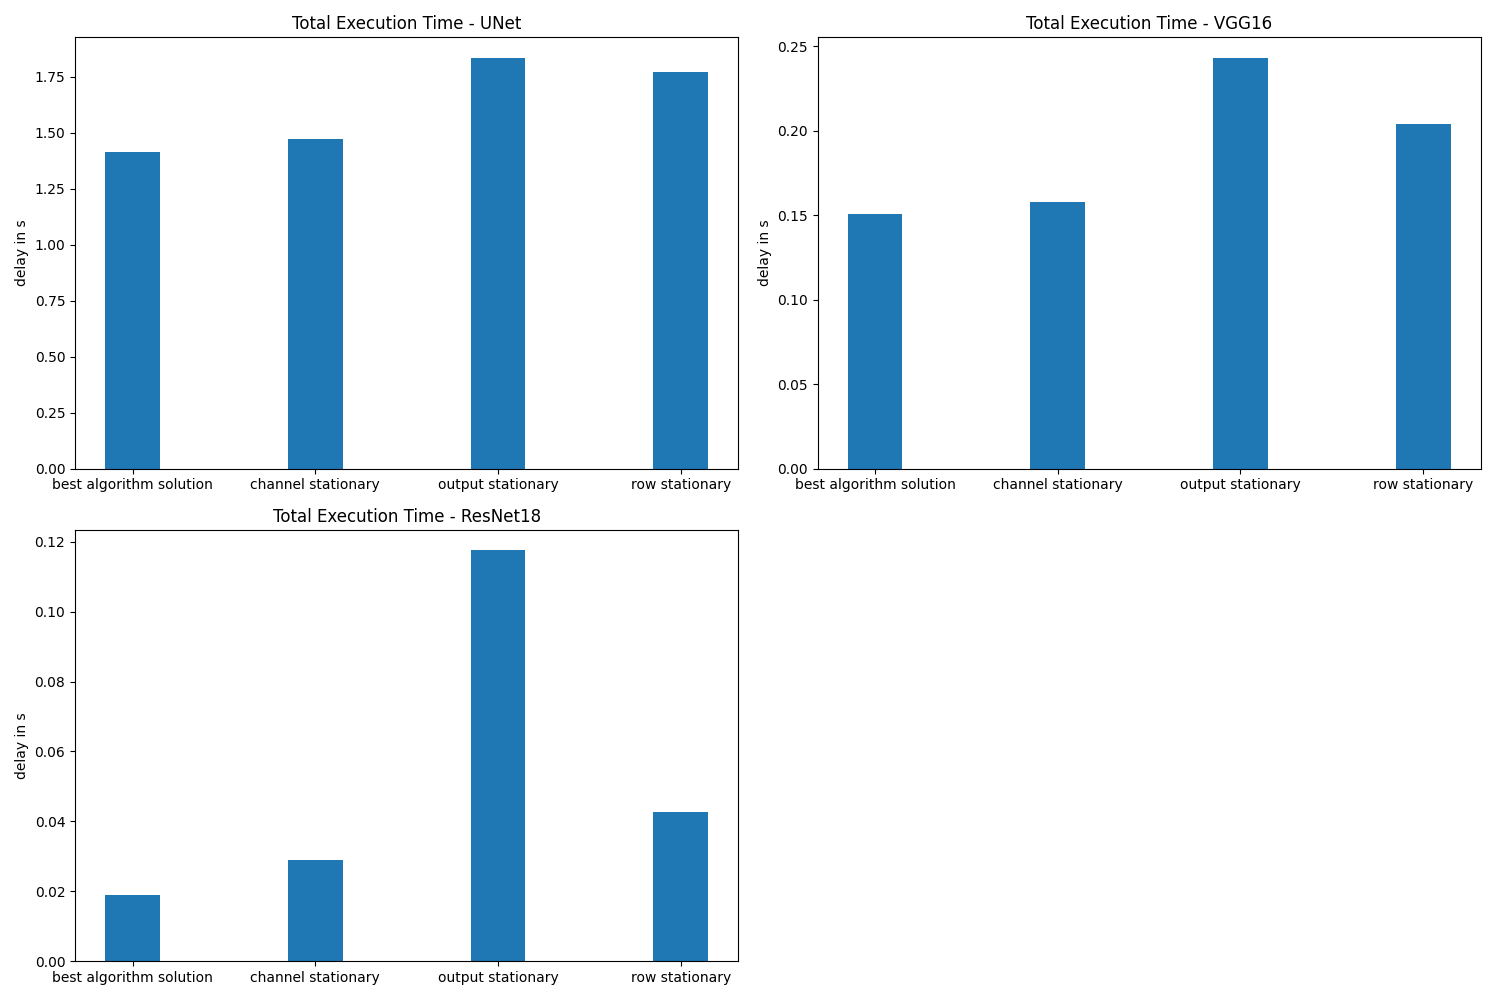 Total Execution Time - UNet
delay in s
1.75
1.50
1.25
1.00
0.75
0.50
0.25
0.00
best algorithm solution channel stationary output stationary row stationary
Total Execution Time - VGG16
delay in s
0.25
0.20
0.15
0.10
0.05
0.00
best algorithm solution channel stationary output stationary row stationary
Total Execution Time - ResNet18
delay in s
0.12
0.10
0.08
0.06
0.04
0.02
0.00
best algorithm solution channel stationary output stationary row stationary